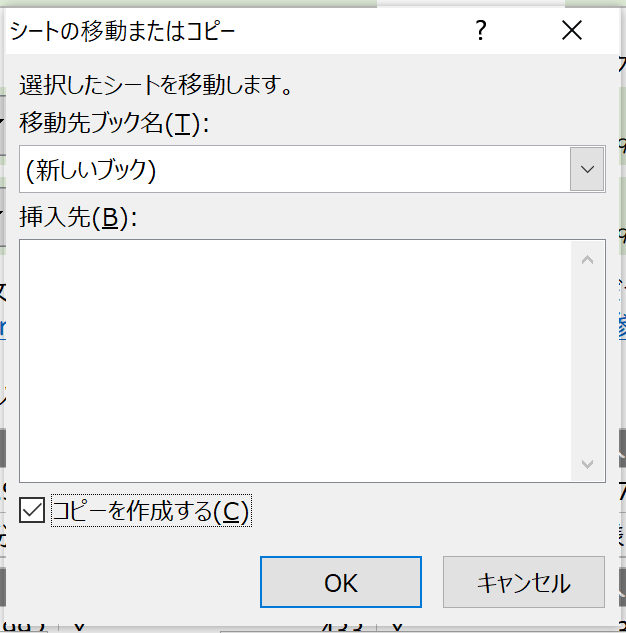 シートの移動またはコピー ?
選択したシートを移動します。
移動先ブック名(T):
(新しいブック)
挿入先(B):
コピーを作成する(C)
OK キャンセル